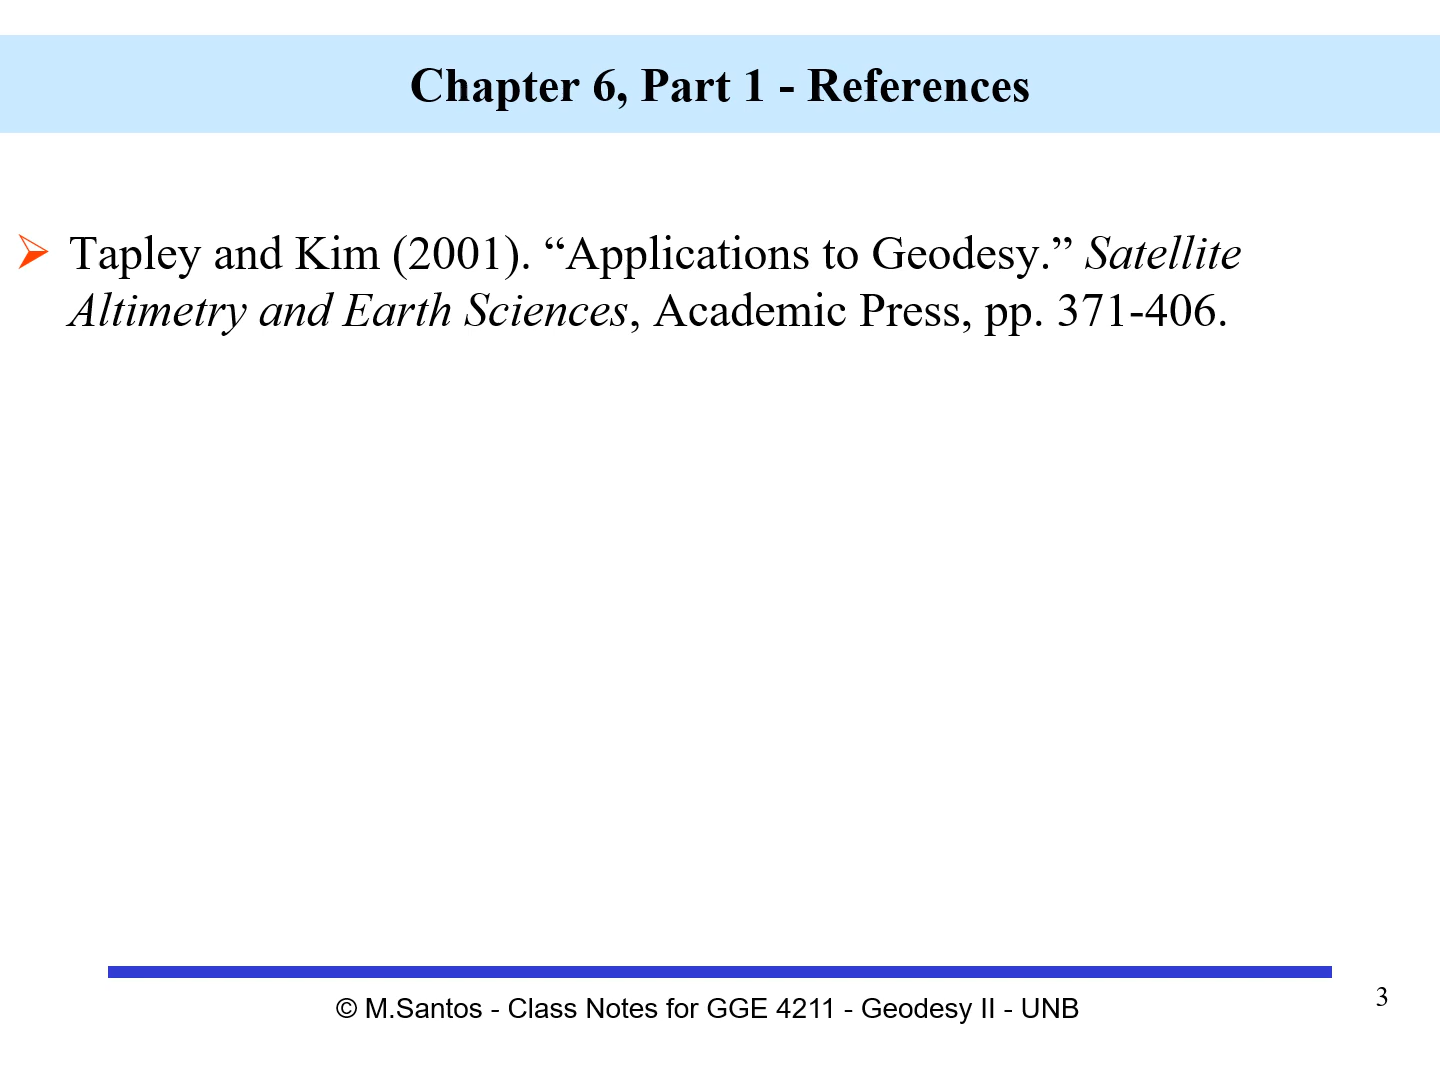 Chapter 6, Part 1 - References
Tapley and Kim (2001). “Applications to Geodesy.” Satellite
Altimetry and Earth Sciences, Academic Press, pp. 371-406.
© M.Santos - Class Notes for GGE 4211 - Geodesy II - UNB
3